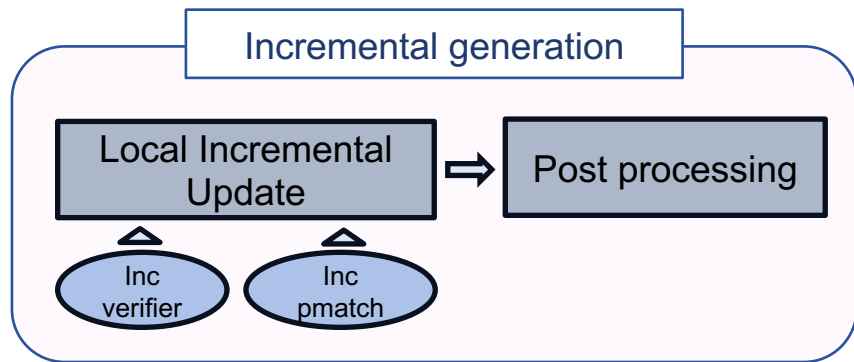 Incremental generation
Local Incremental
Update
Post processing
Inc
verifier
Inc
pmatch